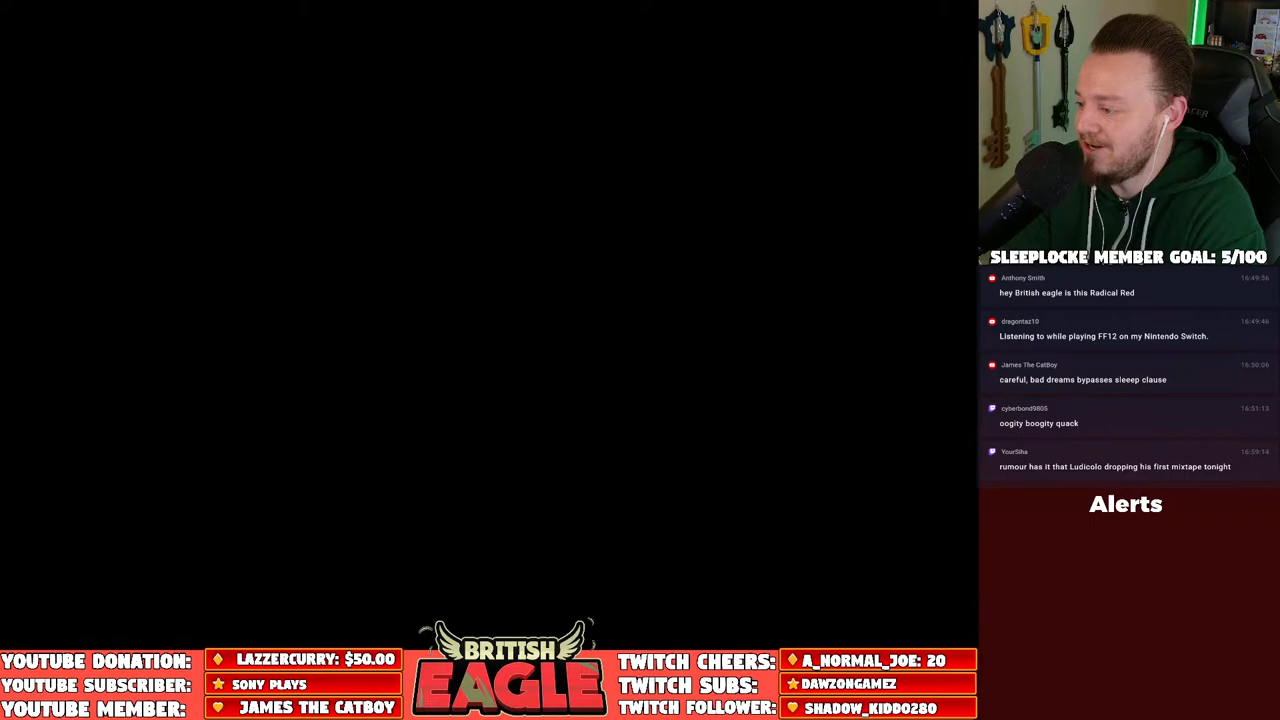 SLEEPLOCKE MEMBER GOAL: 5/100
Anthony Smith 16:49:36
hey British eagle is this Radical Red
dragontaz10 16:49:46
Listening to while playing FF12 on my Nintendo Switch.
James The CatBoy 16:50:06
careful, bad dreams bypasses sleeep clause
cyberbond9805 16:51:13
oogity boogity quack
YourSiha 16:59:14
rumour has it that Ludicolo dropping his first mixtape tonight
Alerts
YOUTUBE DONATION: LAZZERCURRY: $50.00
YOUTUBE SUBSCRIBER: SONY PLAYS
YOUTUBE MEMBER: JAMES THE CATBOY
BRITISH
EAGLE
TWITCH CHEERS: A_NORMAL_JOE: 20
TWITCH SUBS: DAWZONGAMEZ
TWITCH FOLLOWER: SHADOW_KIDD0280